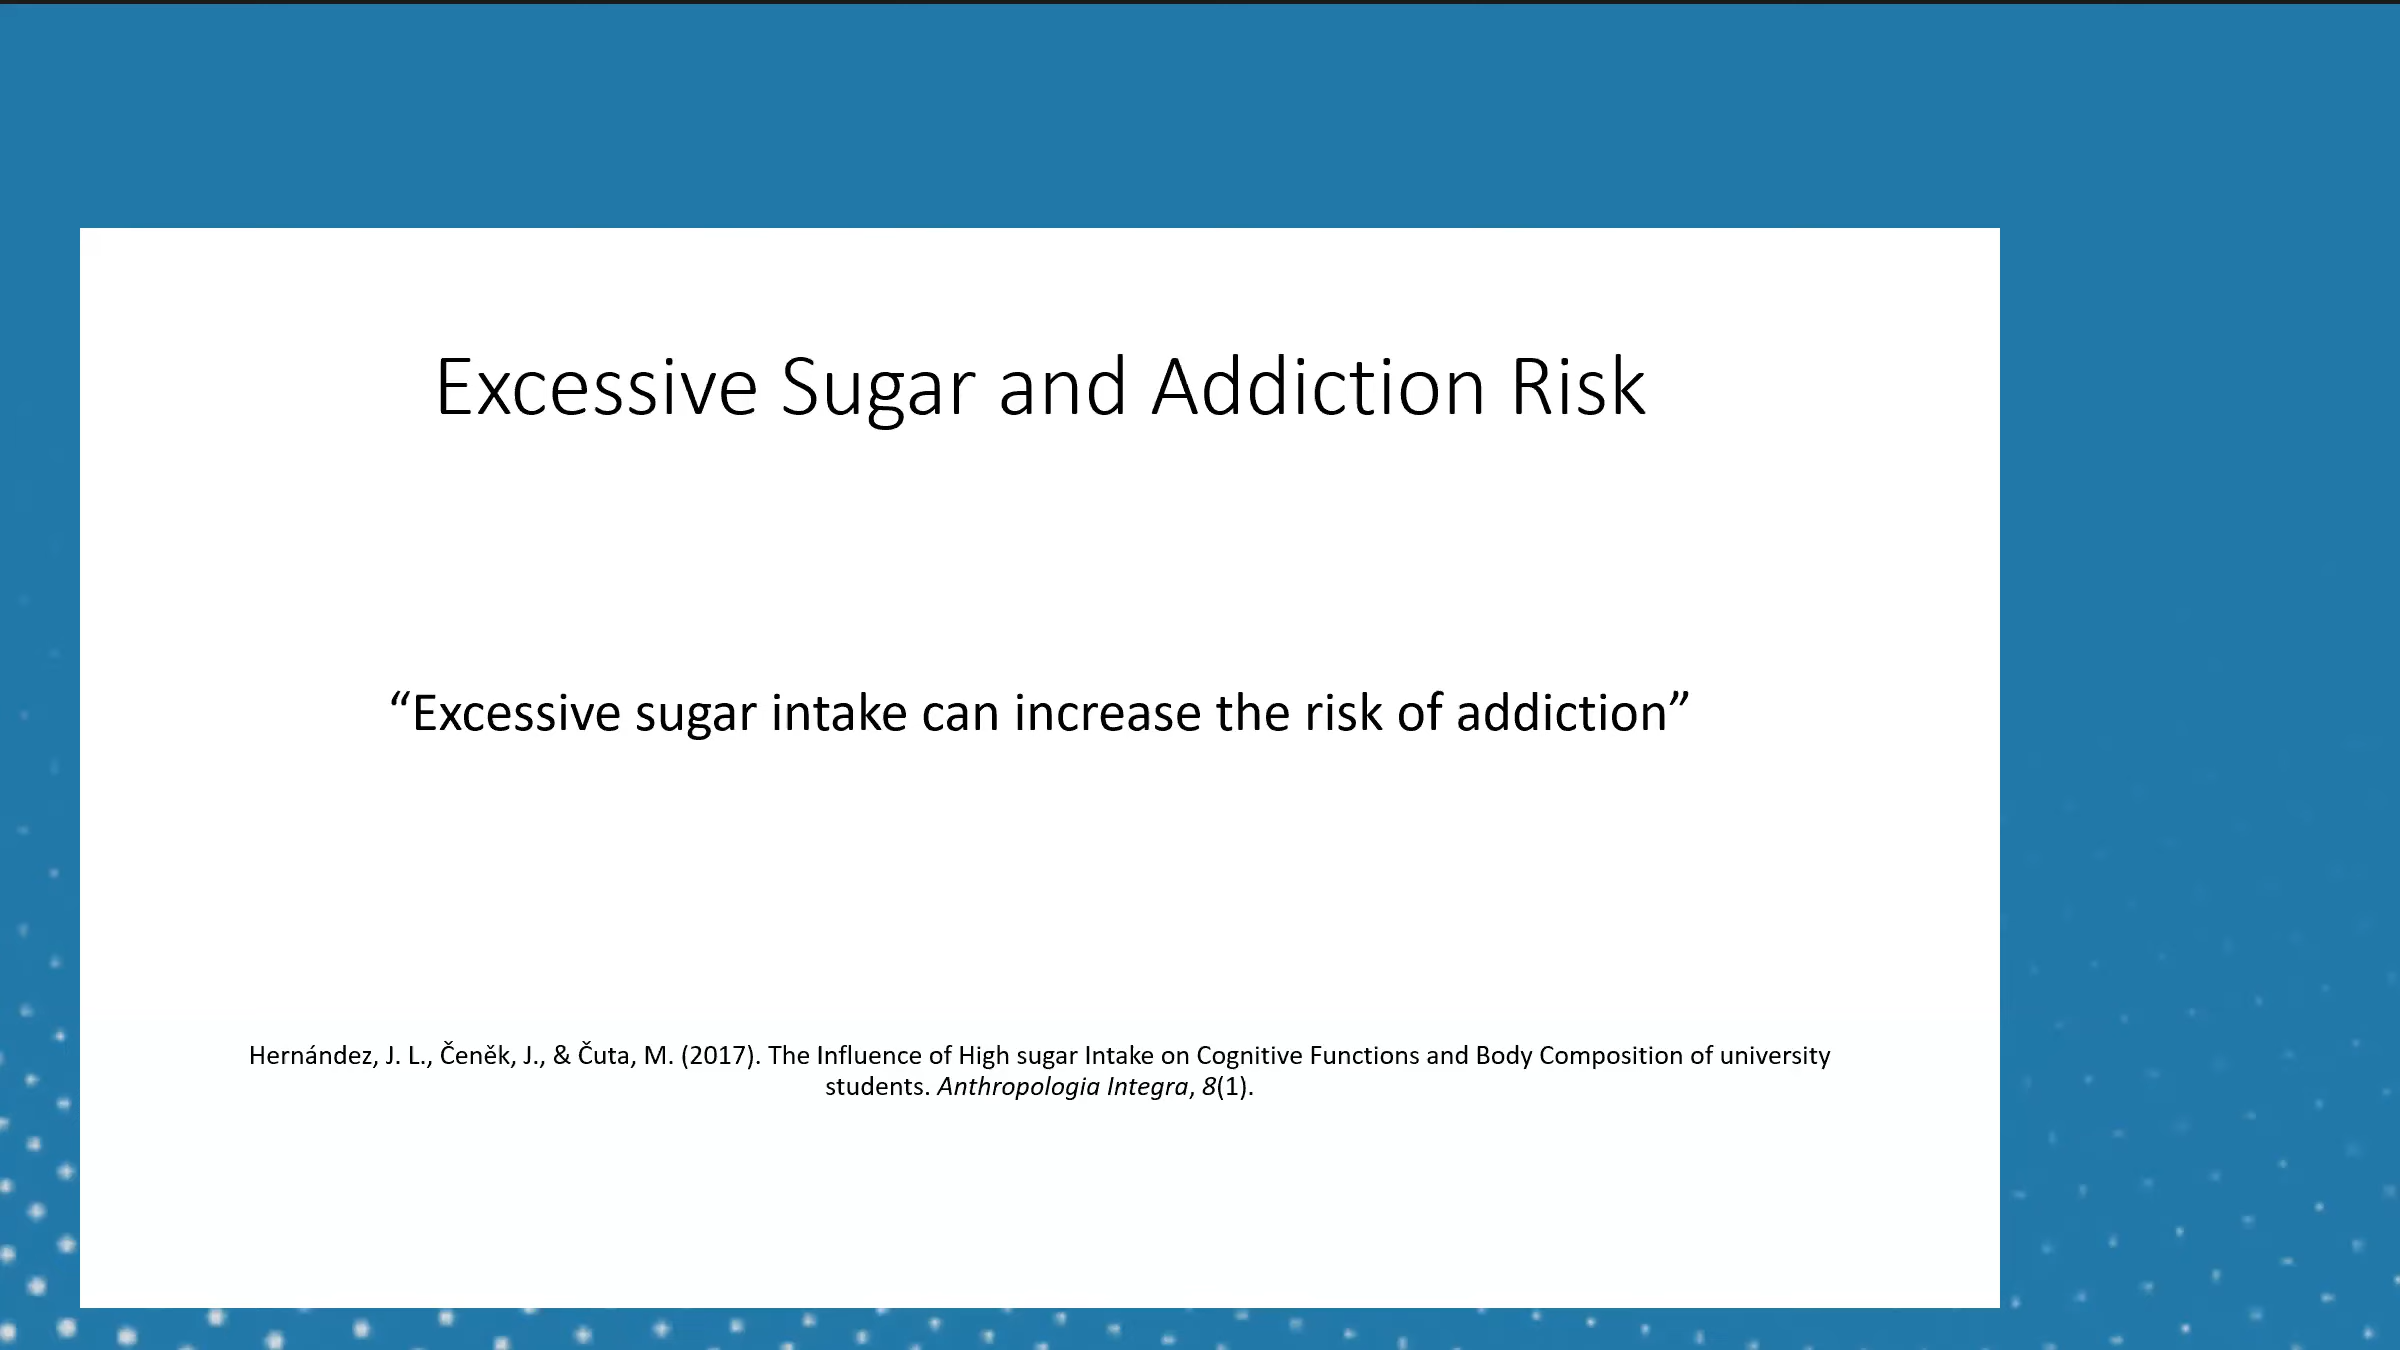 Excessive Sugar and Addiction Risk
“Excessive sugar intake can increase the risk of addiction”
Hernández, J. L., Čeněk, J., & Čuta, M. (2017). The Influence of High sugar Intake on Cognitive Functions and Body Composition of university
students. Anthropologia Integra, 8(1).